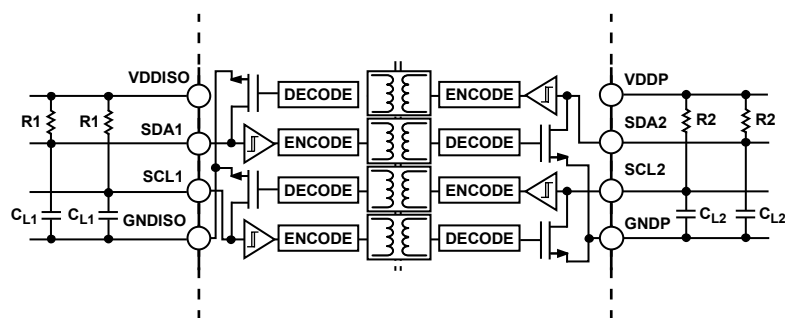 VDDISO
R1 R1
SDA1
SCL1
CL1 CL1 GNDISO
DECODE ENCODE
ENCODE DECODE
DECODE ENCODE
ENCODE DECODE
VDDP
SDA2
R2 R2
SCL2
CL2 CL2
GNDP